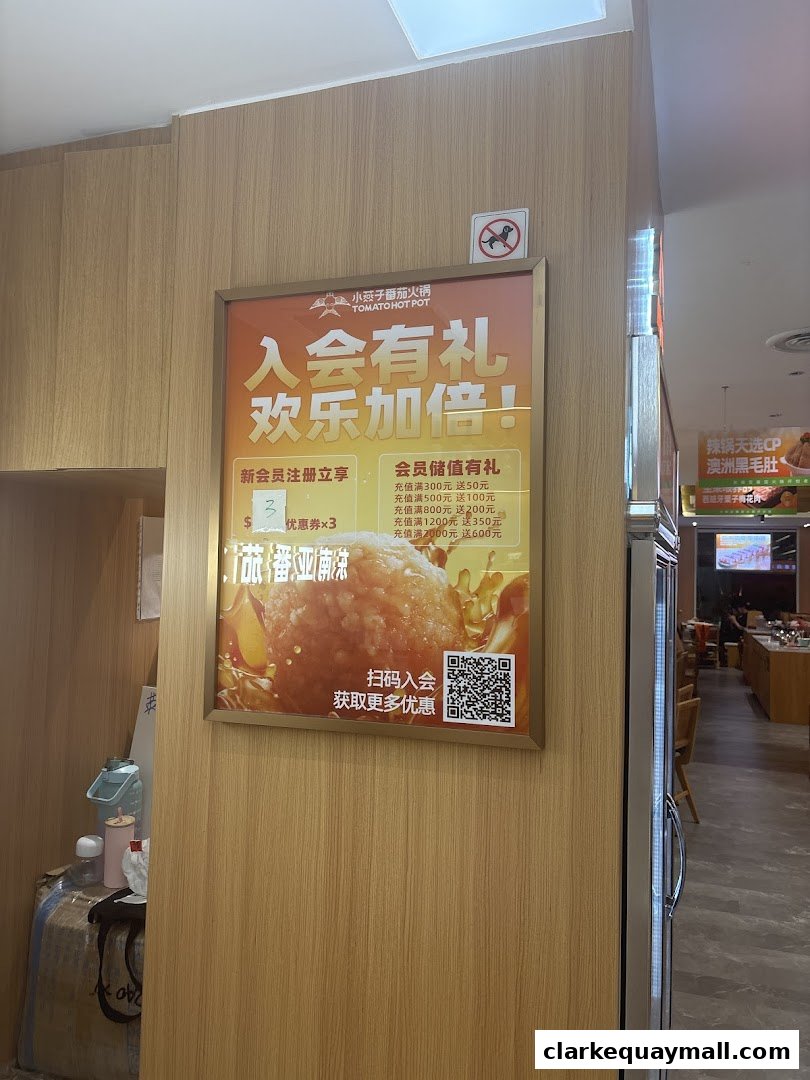 小燕子番茄火锅
TOMATO HOT POT
入会有礼
欢乐加倍！
新会员注册立享
$3 优惠券×3
会员储值有礼
充值满300元 送50元
充值满500元 送100元
充值满800元 送200元
充值满1200元 送350元
充值满2000元 送600元
扫码入会
获取更多优惠
辣锅天选CP
澳洲黑毛肚
clarkequaymall.com